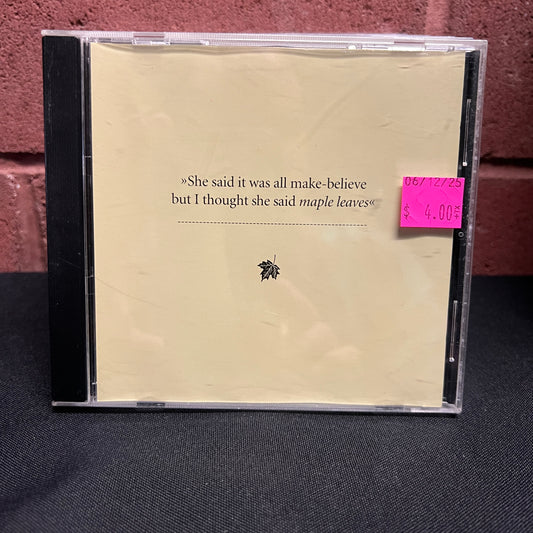 »She said it was all make-believe
but I thought she said maple leaves«
06/12/25
$ 4.00